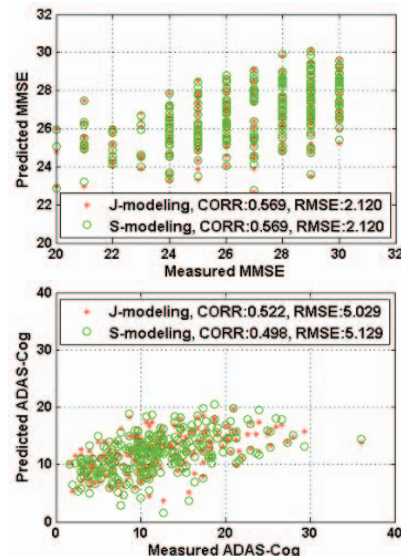 32
30
28
26
24
22
20
Predicted MMSE
J-modeling, CORR:0.569, RMSE:2.120
S-modeling, CORR:0.569, RMSE:2.120
20 22 24 26 28 30 32
Measured MMSE
40
30
20
10
0
Predicted ADAS-Cog
J-modeling, CORR:0.522, RMSE:5.029
S-modeling, CORR:0.498, RMSE:5.129
0 10 20 30 40
Measured ADAS-Cog